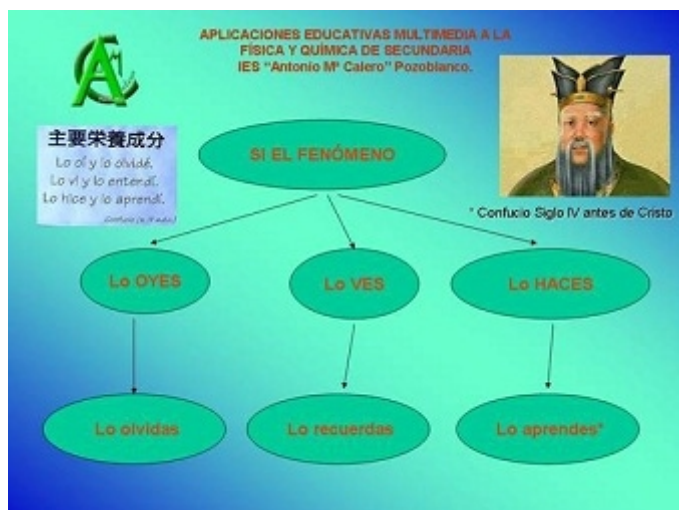 APLICACIONES EDUCATIVAS MULTIMEDIA A LA
FÍSICA Y QUÍMICA DE SECUNDARIA
IES "Antonio Mª Calero" Pozoblanco.
主要栄養成分
Lo oí y lo olvidé.
Lo vi y lo entendí.
Lo hice y lo aprendí.
SI EL FENÓMENO
* Confucio Siglo IV antes de Cristo
Lo OYES
Lo VES
Lo HACES
Lo olvidas
Lo recuerdas
Lo aprendes*